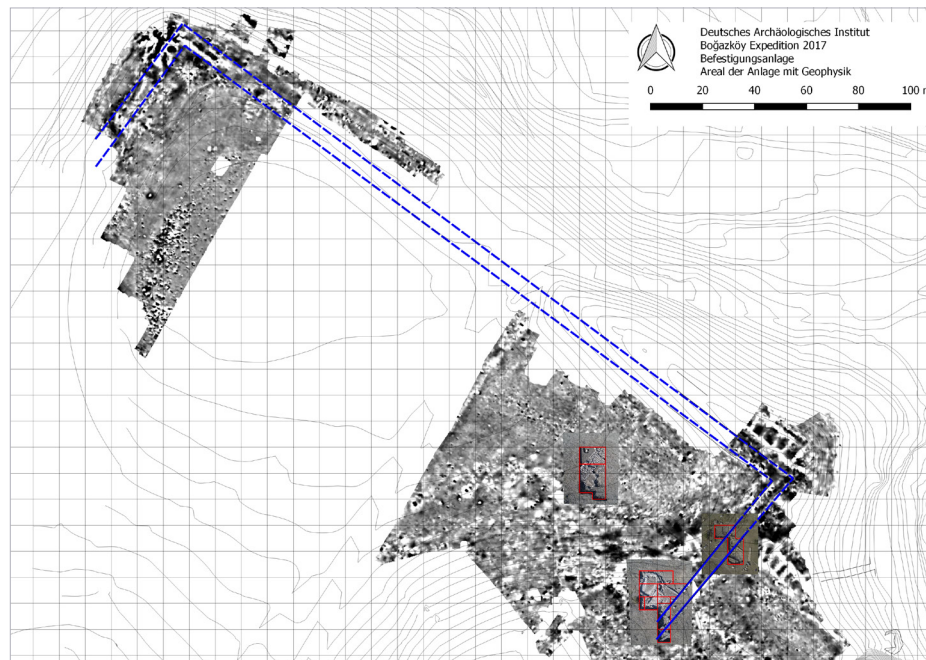 Deutsches Archäologisches Institut
Boğazköy Expedition 2017
Befestigungsanlage
Areal der Anlage mit Geophysik
0 20 40 60 80 100 m